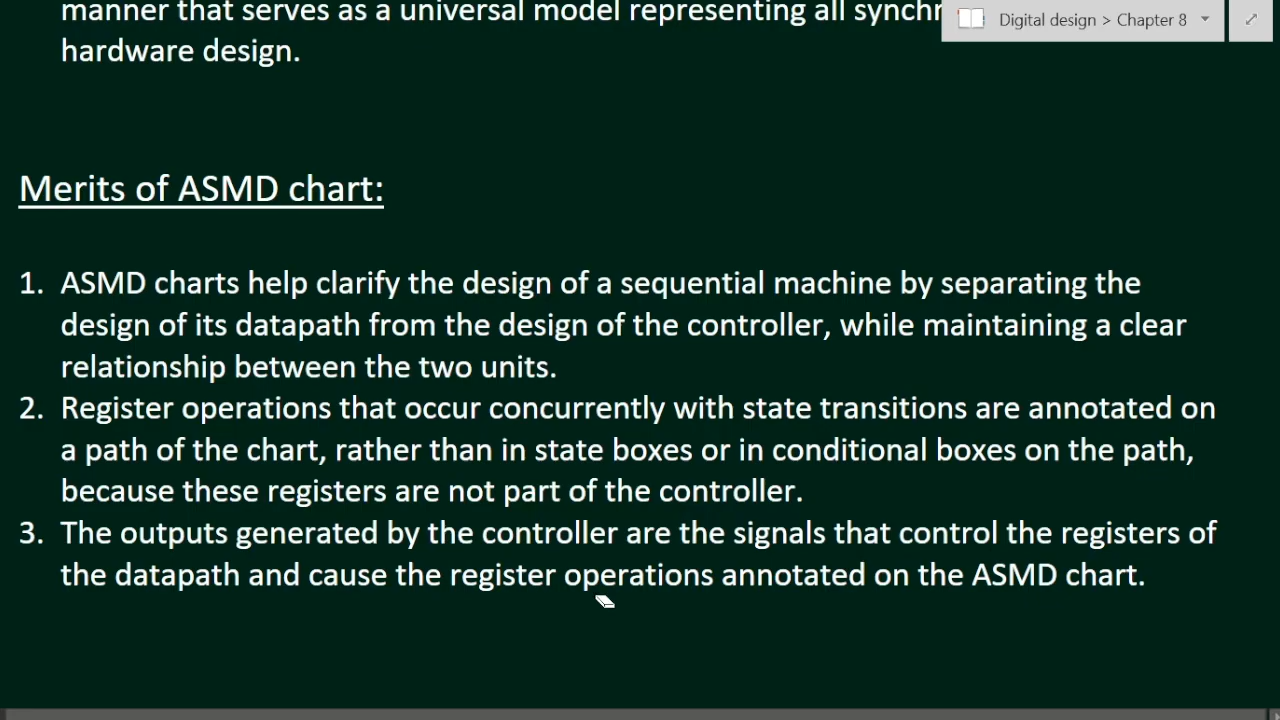 manner that serves as a universal model representing all synchr
Digital design > Chapter 8
hardware design.
Merits of ASMD chart:
1. ASMD charts help clarify the design of a sequential machine by separating the
design of its datapath from the design of the controller, while maintaining a clear
relationship between the two units.
2. Register operations that occur concurrently with state transitions are annotated on
a path of the chart, rather than in state boxes or in conditional boxes on the path,
because these registers are not part of the controller.
3. The outputs generated by the controller are the signals that control the registers of
the datapath and cause the register operations annotated on the ASMD chart.